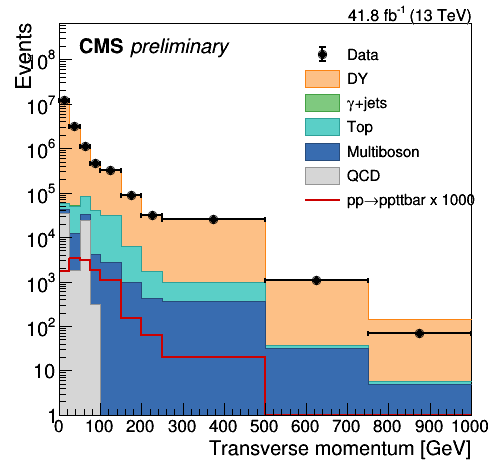 41.8 fb⁻¹ (13 TeV)
CMS preliminary
Events
Data
DY
γ+jets
Top
Multiboson
QCD
pp→ppttbar x 1000
10⁷
10⁶
10⁵
10⁴
10³
10²
10
1
0 100 200 300 400 500 600 700 800 900 1000
Transverse momentum [GeV]